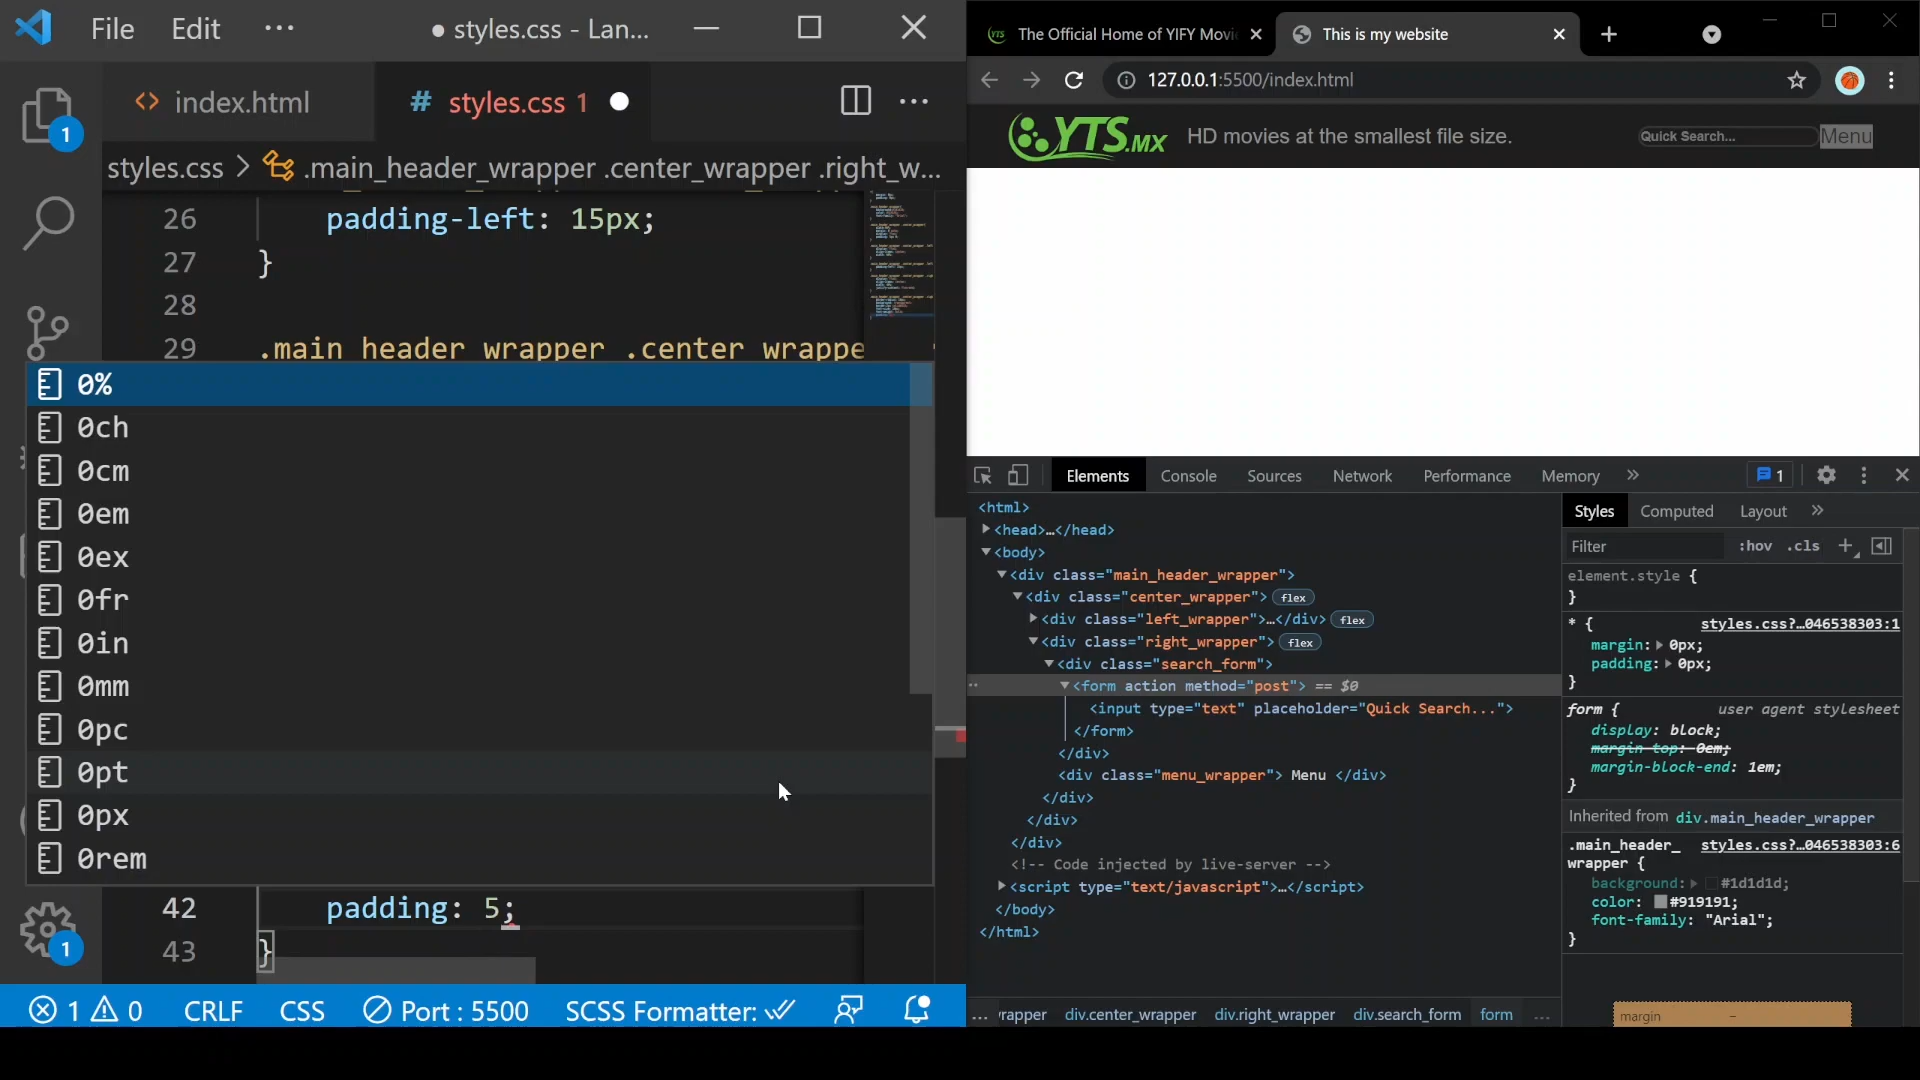 File Edit ···
● styles.css - Lan...
index.html
# styles.css 1
styles.css > .main_header_wrapper .center_wrapper .right_w...
26 padding-left: 15px;
27 }
28
29 .main_header_wrapper .center_wrappe
0%
0ch
0cm
0em
0ex
0fr
0in
0mm
0pc
0pt
0px
0rem
42 padding: 5;
43 }
1
1
1 0 CRLF CSS Port : 5500 SCSS Formatter:
YTS The Official Home of YIFY Movi
This is my website
127.0.0.1:5500/index.html
YTS.MX HD movies at the smallest file size.
Quick Search... Menu
Elements Console Sources Network Performance Memory » 1
<html>
<head>…</head>
<body>
<div class="main_header_wrapper">
<div class="center_wrapper"> flex
<div class="left_wrapper">…</div> flex
<div class="right_wrapper"> flex
<div class="search_form">
<form action method="post"> == $0
<input type="text" placeholder="Quick Search...">
</form>
</div>
<div class="menu_wrapper"> Menu </div>
</div>
</div>
</div>
<!-- Code injected by live-server -->
<script type="text/javascript">…</script>
</body>
</html>
... vrapper div.center_wrapper div.right_wrapper div.search_form form ...
Styles Computed Layout »
Filter :hov .cls +
element.style {
}
* { styles.css?…046538303:1
margin: 0px;
padding: 0px;
}
form { user agent stylesheet
display: block;
margin-top: 0em;
margin-block-end: 1em;
}
Inherited from div.main_header_wrapper
.main_header_ styles.css?…046538303:6
wrapper {
background: #1d1d1d;
color: #919191;
font-family: "Arial";
}
margin –